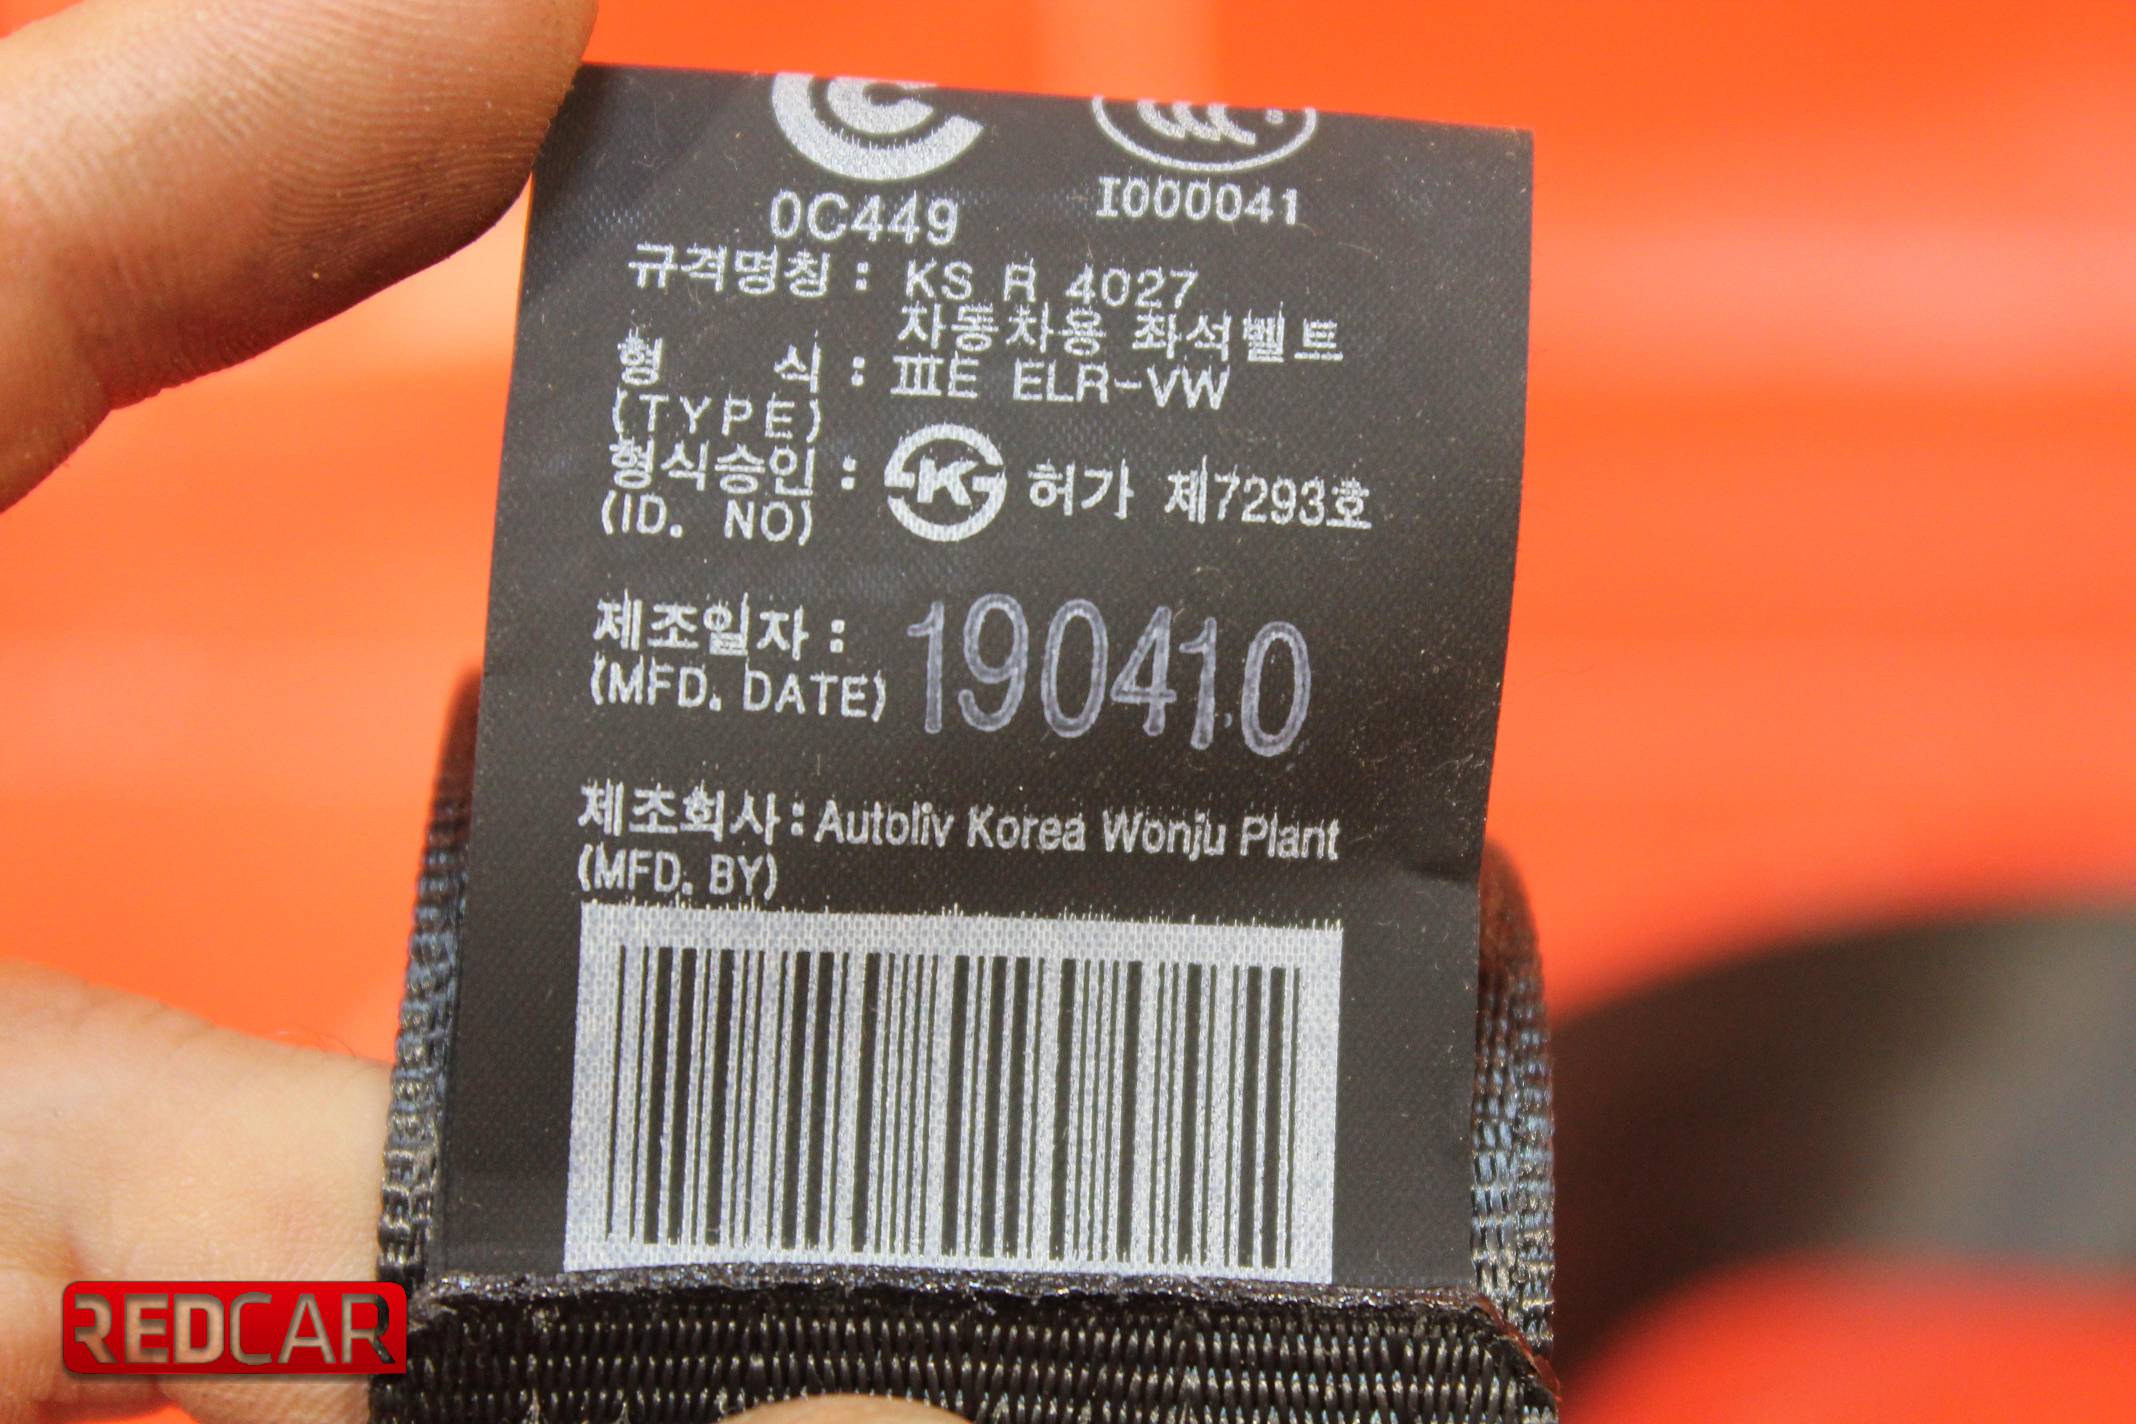 0C449 I000041
규격명칭 : KS R 4027
자동차용 좌석벨트
형 식 : ⅢE ELR-VW
(TYPE)
형식승인 : K 허가 제7293호
(ID. NO)
제조일자 : 190410
(MFD. DATE)
제조회사 : Autoliv Korea Wonju Plant
(MFD. BY)
REDCAR